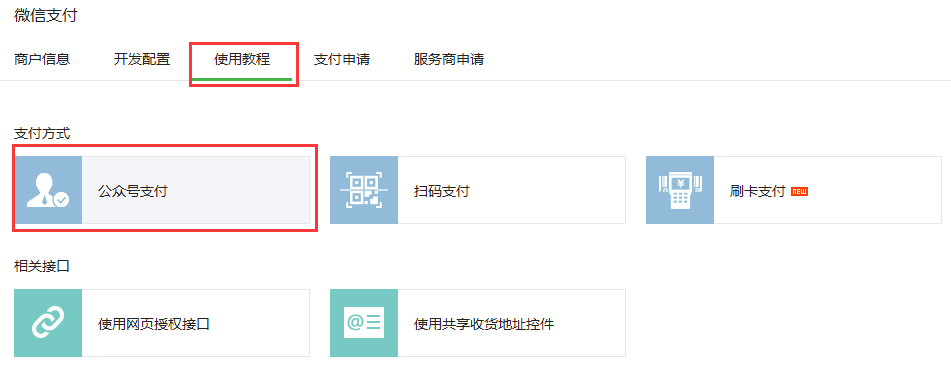 微信支付
商户信息 开发配置 使用教程 支付申请 服务商申请
支付方式
公众号支付 扫码支付 刷卡支付 NEW
相关接口
使用网页授权接口 使用共享收货地址控件